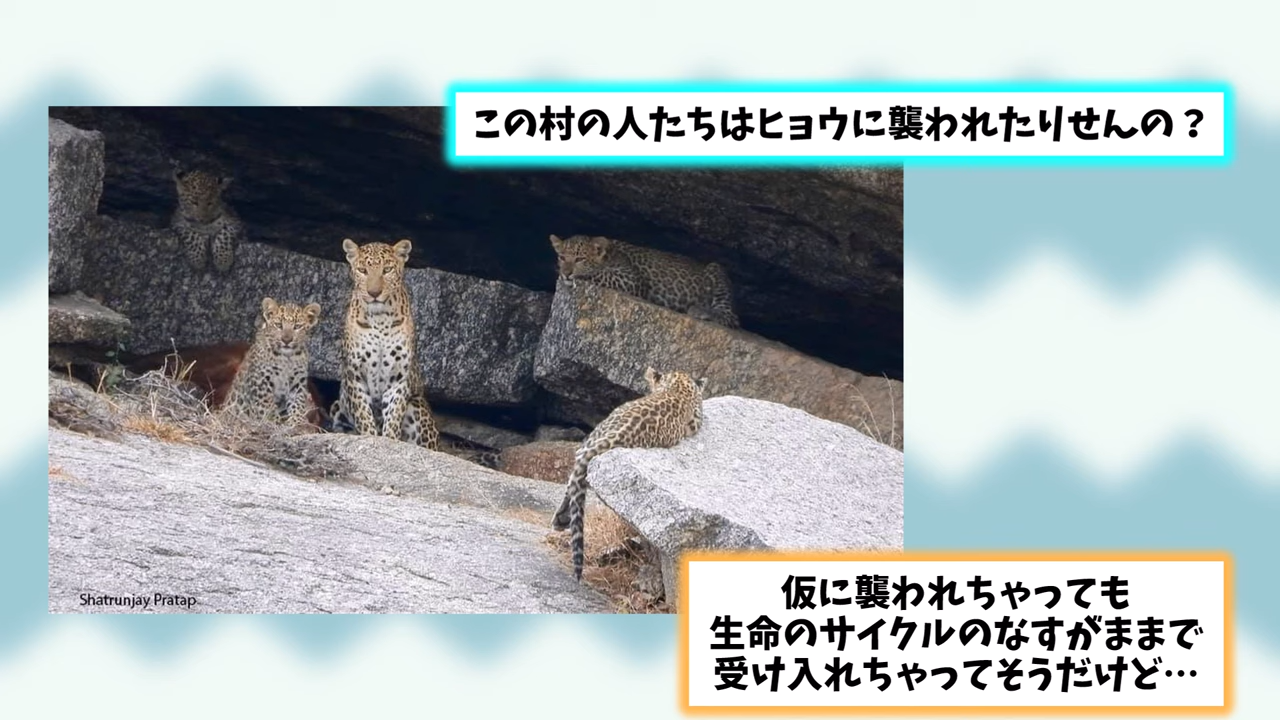 この村の人たちはヒョウに襲われたりせんの？
Shatrunjay Pratap
仮に襲われちゃっても
生命のサイクルのなすがままで
受け入れちゃってそうだけど…